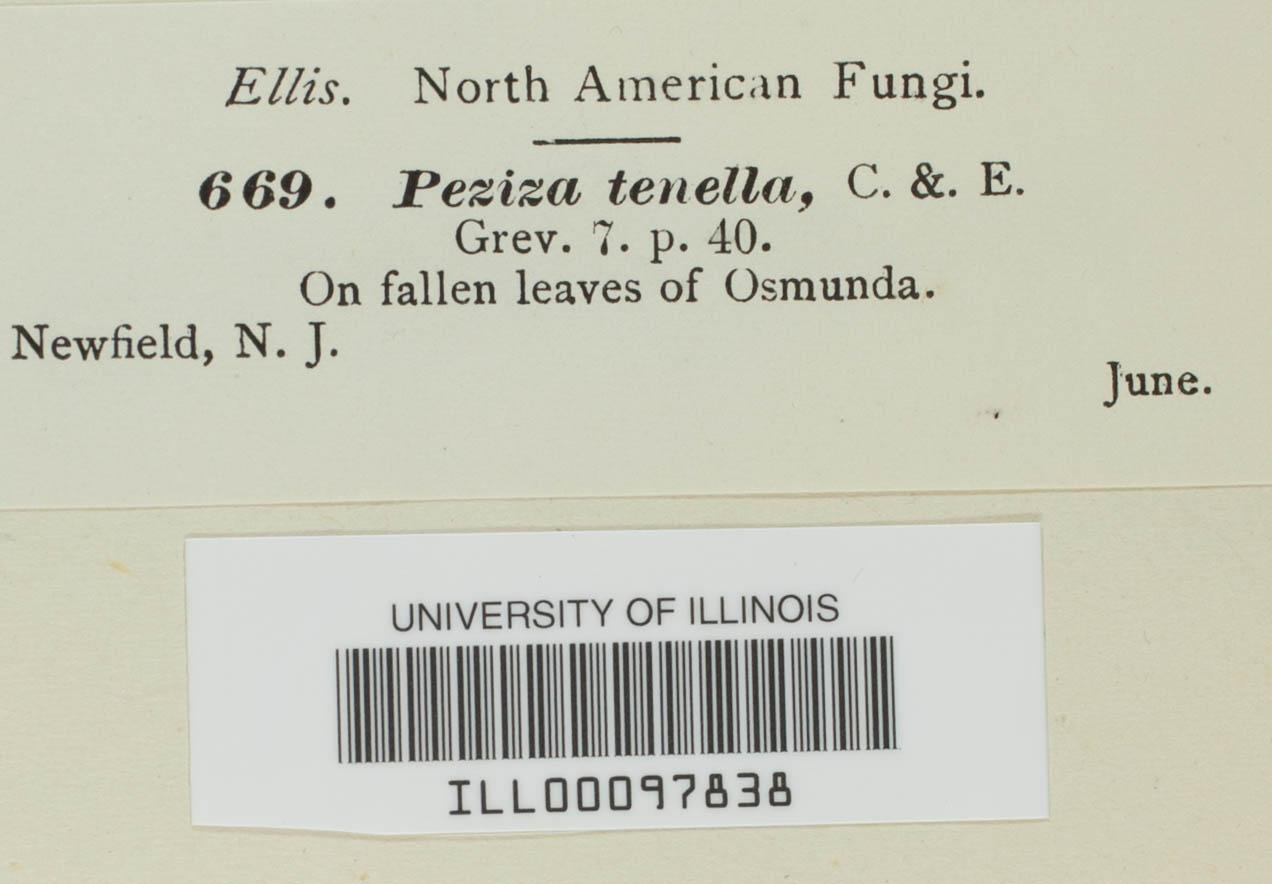 Ellis. North American Fungi.
669. Peziza tenella, C. &. E.
Grev. 7. p. 40.
On fallen leaves of Osmunda.
Newfield, N. J.
June.
UNIVERSITY OF ILLINOIS
ILL00097838